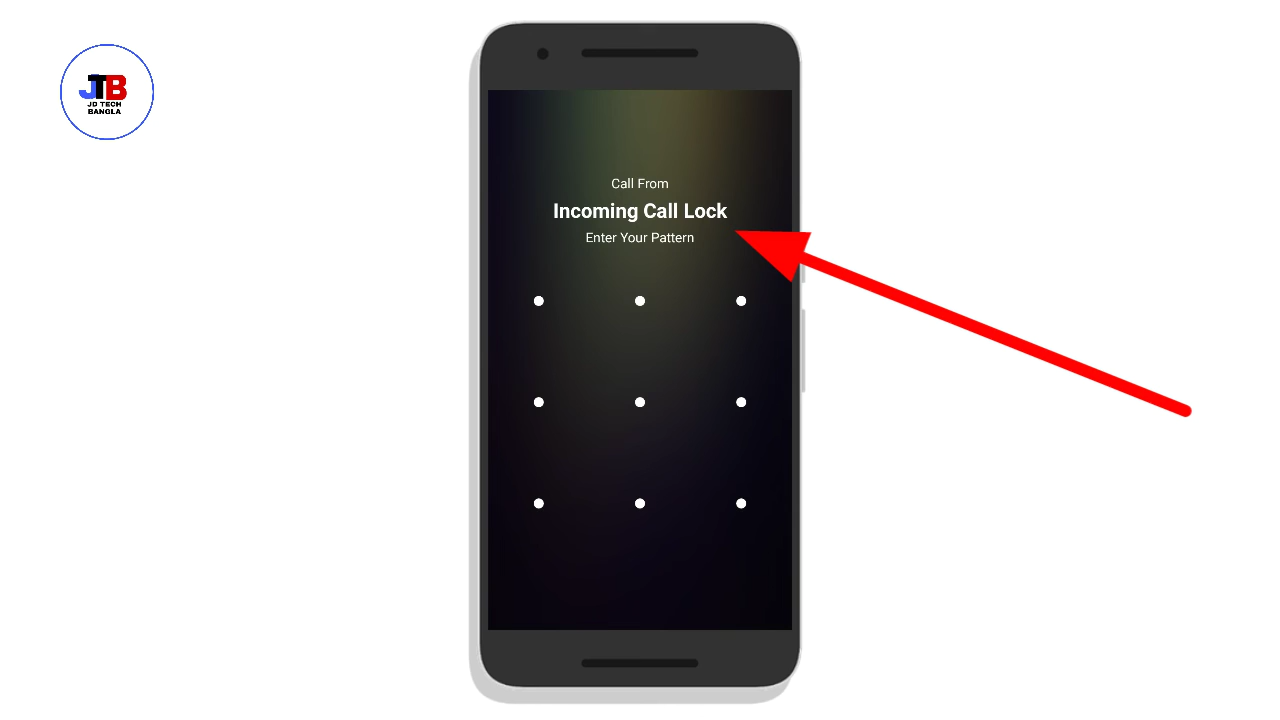 JTB
JD TECH
BANGLA
Call From
Incoming Call Lock
Enter Your Pattern